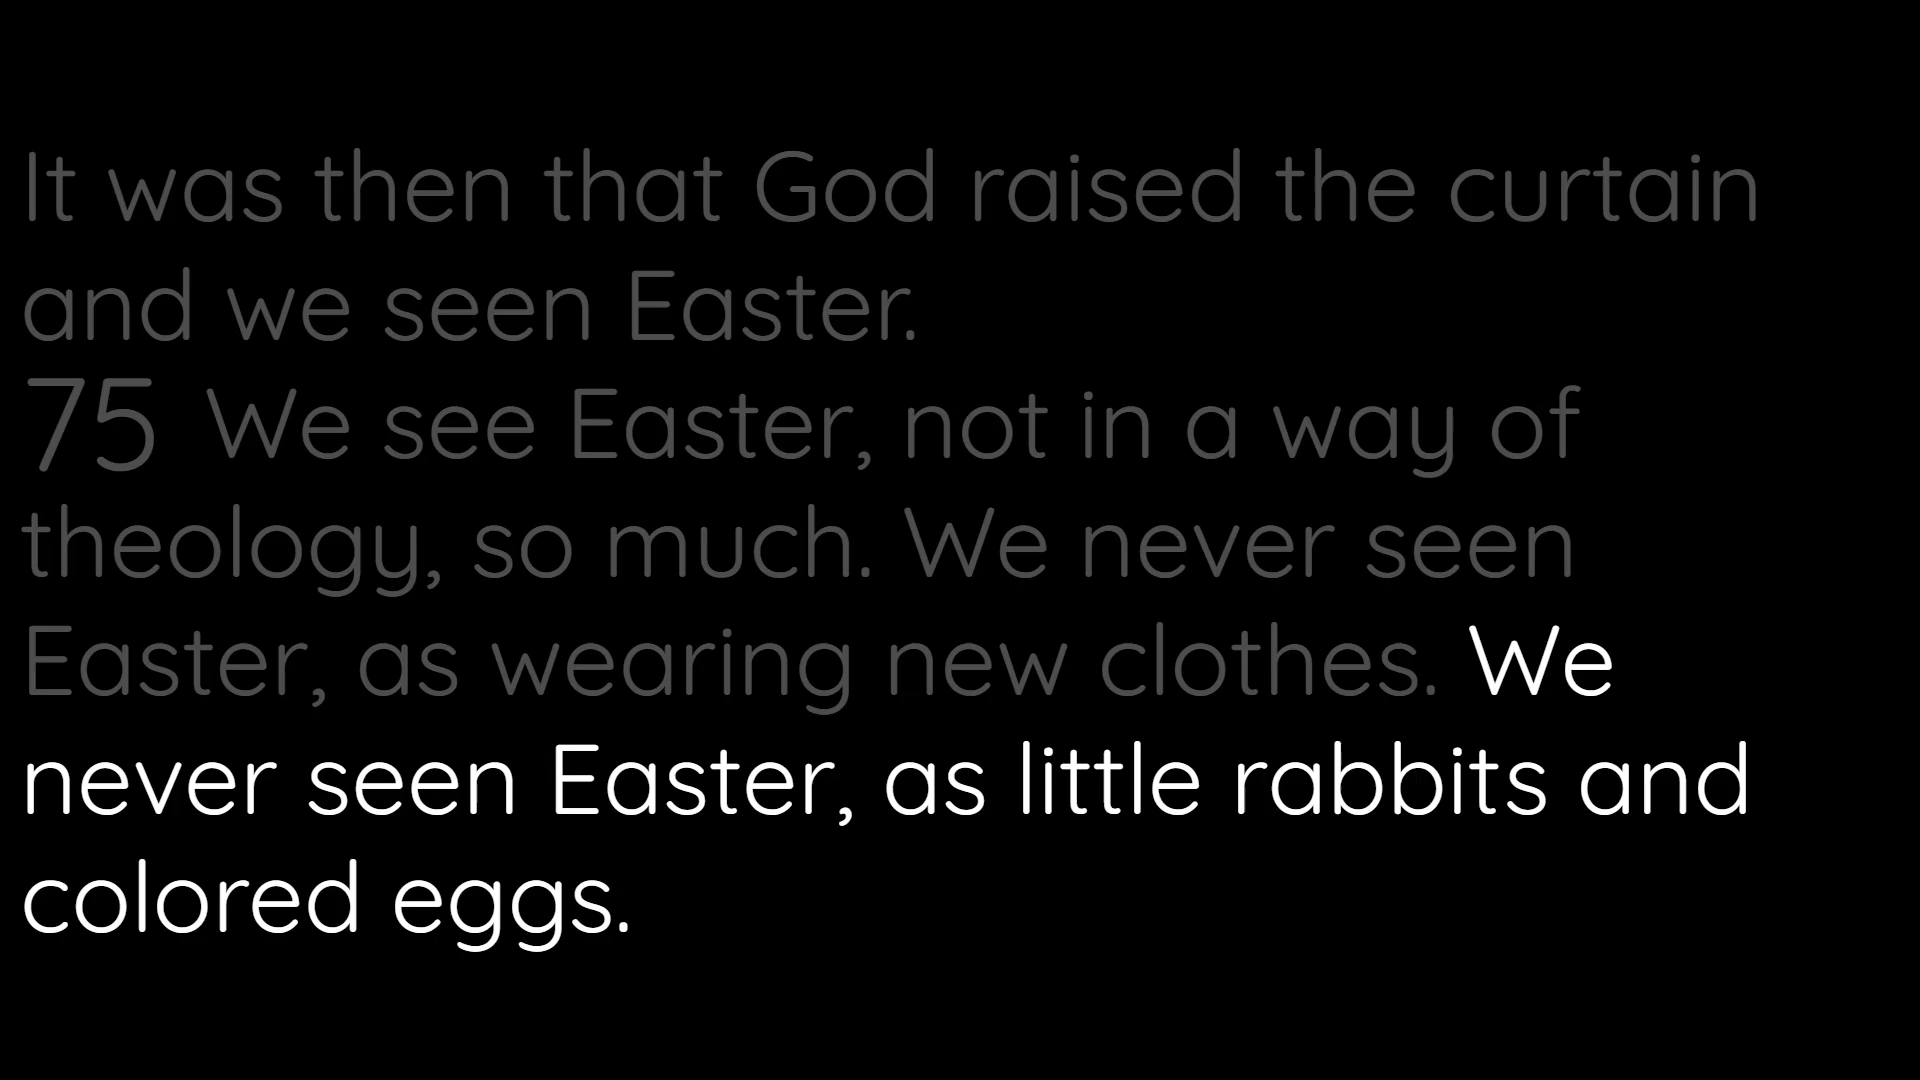 It was then that God raised the curtain
and we seen Easter.
75 We see Easter, not in a way of
theology, so much. We never seen
Easter, as wearing new clothes. We
never seen Easter, as little rabbits and
colored eggs.